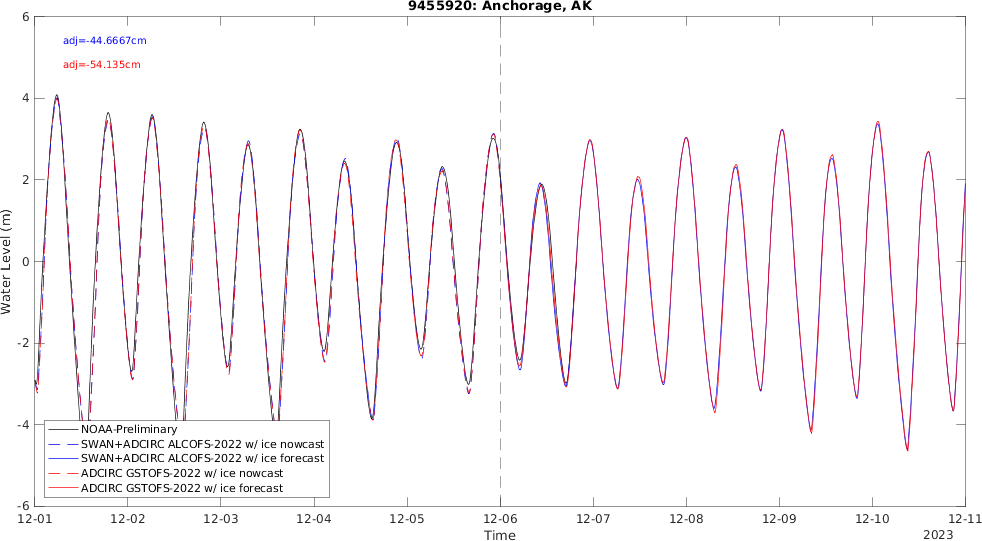 9455920: Anchorage, AK
adj=-44.6667cm
adj=-54.135cm
Water Level (m)
6
4
2
0
-2
-4
-6
NOAA-Preliminary
SWAN+ADCIRC ALCOFS-2022 w/ ice nowcast
SWAN+ADCIRC ALCOFS-2022 w/ ice forecast
ADCIRC GSTOFS-2022 w/ ice nowcast
ADCIRC GSTOFS-2022 w/ ice forecast
12-01 12-02 12-03 12-04 12-05 12-06 12-07 12-08 12-09 12-10 12-11
Time
2023